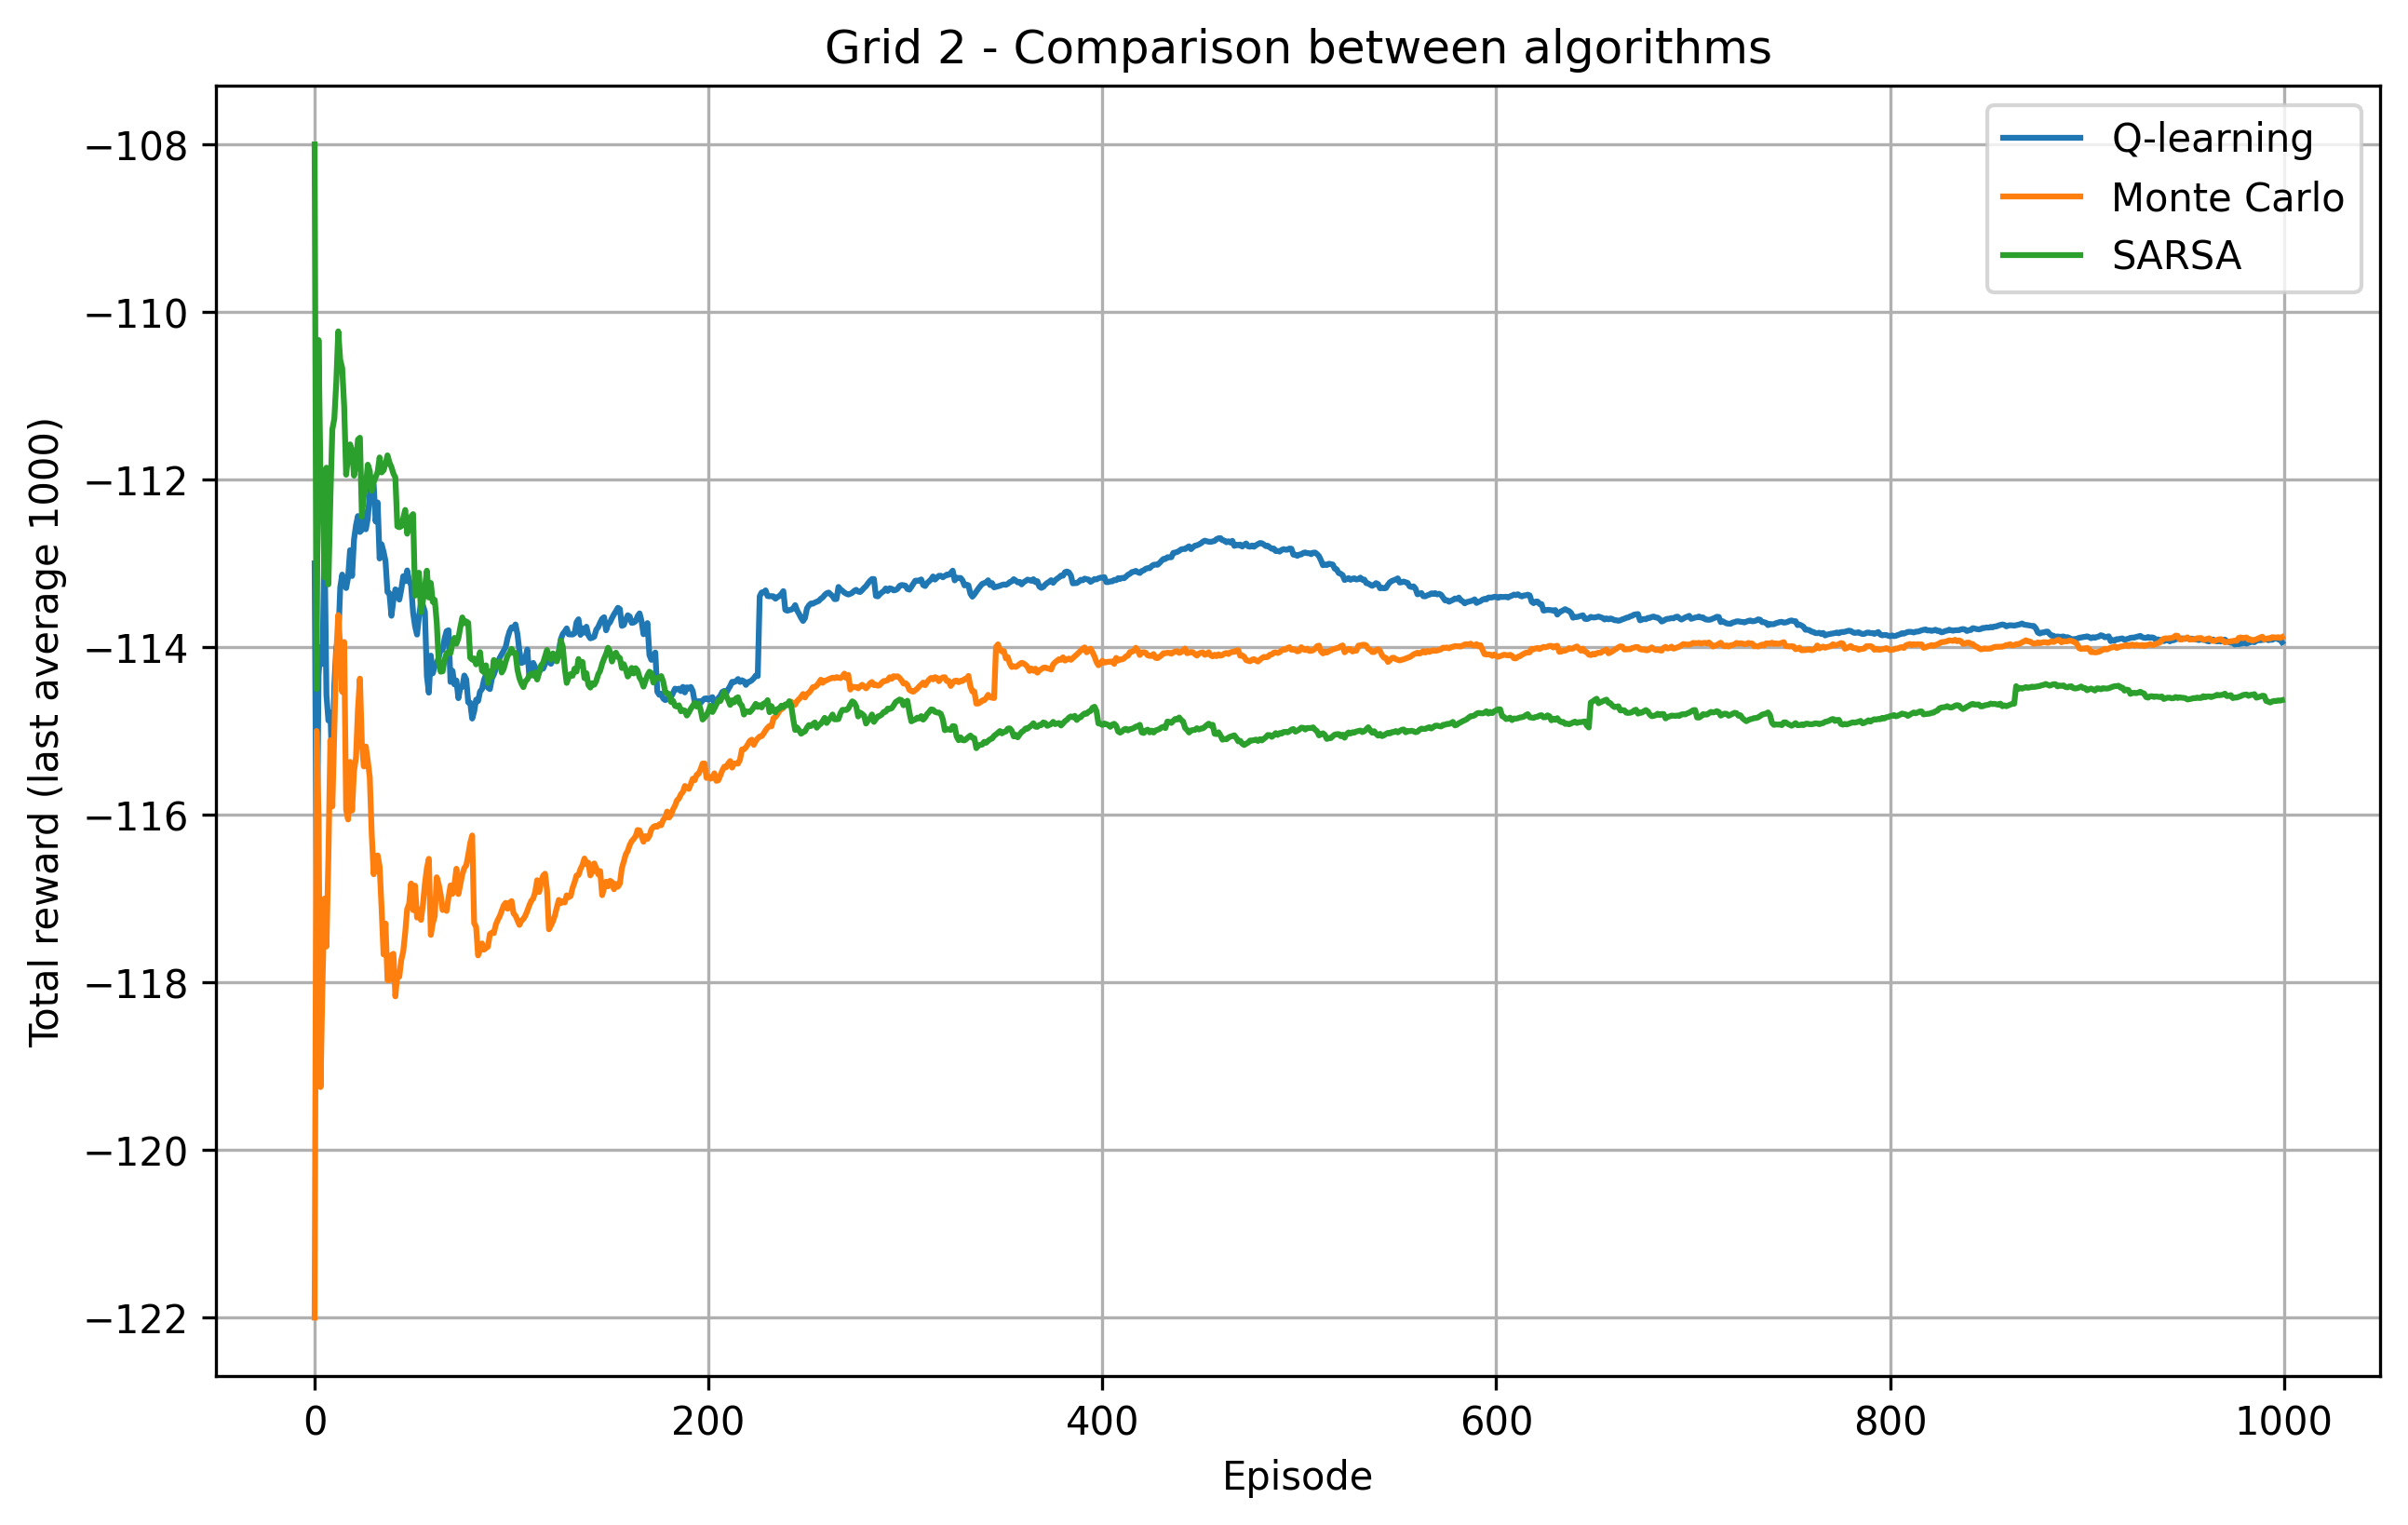 Grid 2 - Comparison between algorithms
Q-learning
Monte Carlo
SARSA
Total reward (last average 1000)
−108
−110
−112
−114
−116
−118
−120
−122
0 200 400 600 800 1000
Episode